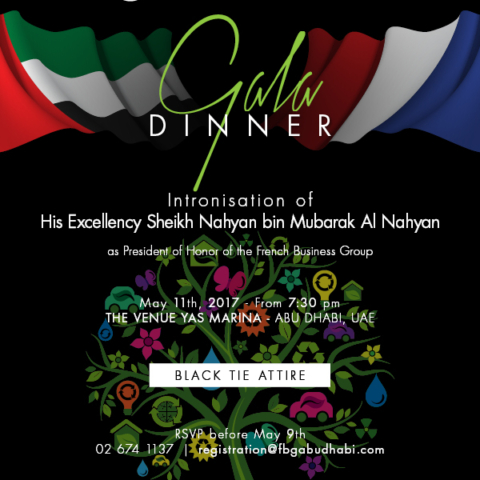 Gala
DINNER
Intronisation of
His Excellency Sheikh Nahyan bin Mubarak Al Nahyan
as President of Honor of the French Business Group
May 11th, 2017 - From 7:30 pm
THE VENUE YAS MARINA - ABU DHABI, UAE
BLACK TIE ATTIRE
RSVP before May 9th
02 674 1137 | registration@fbgabudhabi.com